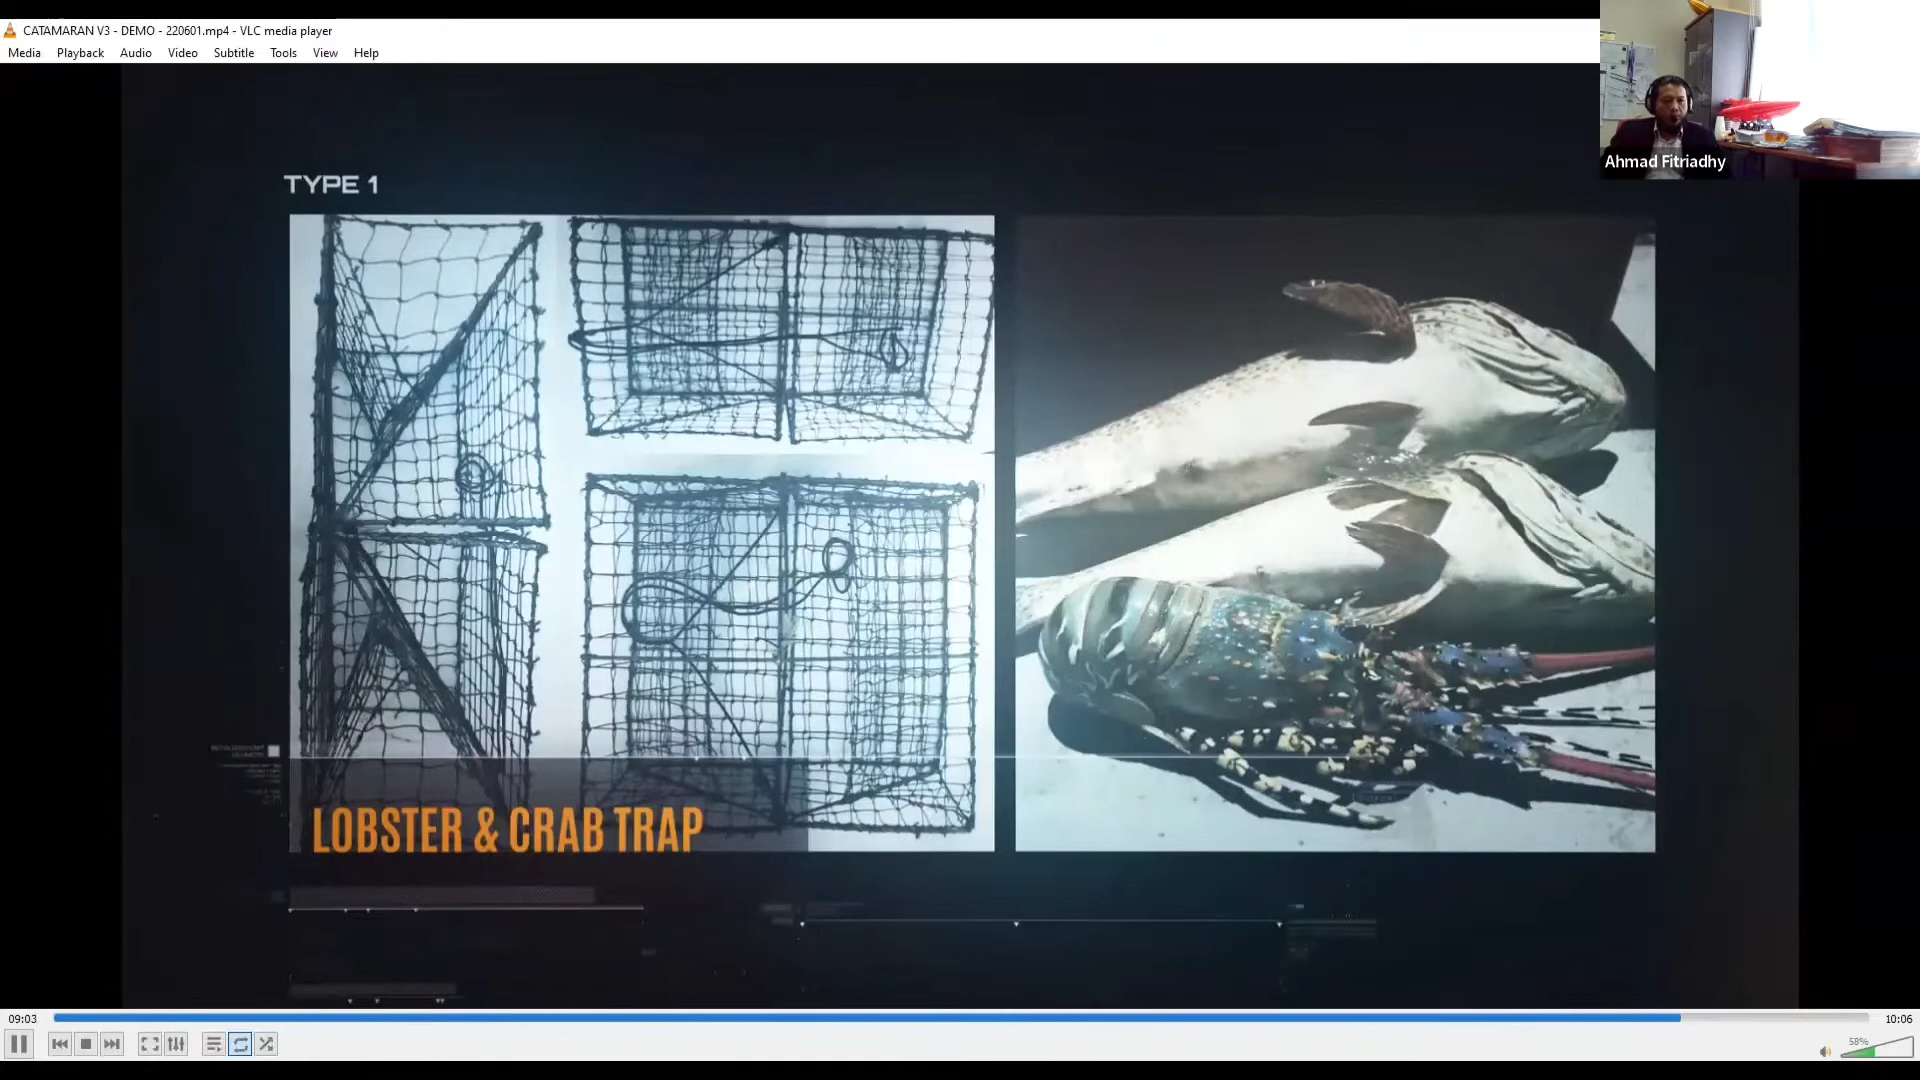 CATAMARAN V3 - DEMO - 220601.mp4 - VLC media player
Media Playback Audio Video Subtitle Tools View Help
Ahmad Fitriadhy
TYPE 1
LOBSTER & CRAB TRAP
09:03
10:06
58%